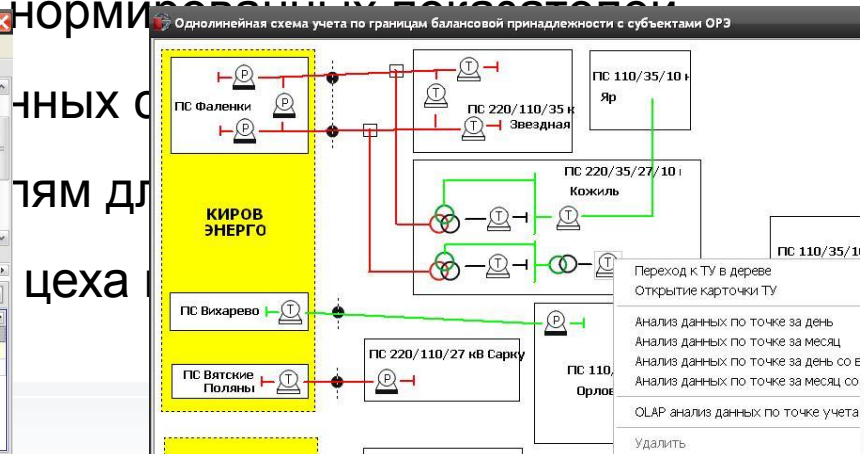 нормированных показателей
Однолинейная схема учета по границам балансовой принадлежности с субъектами ОРЭ
нных с
лям дл
цеха
ПС Фаленки
Р
Р
Р
Т
Т
Т
ПС 220/110/35 к
Звездная
ПС 110/35/10
Яр
КИРОВ
ЭНЕРГО
ПС 220/35/27/10
Кожиль
Т
Т
Т
Т
ПС 110/35/1
ПС Вихарево
Т
Р
ПС 110,
Орлов
ПС Вятские
Поляны
Т
ПС 220/110/27 кВ Сарку
Р
Переход к ТУ в дереве
Открытие карточки ТУ
Анализ данных по точке за день
Анализ данных по точке за месяц
Анализ данных по точке за день со в
Анализ данных по точке за месяц со
OLAP анализ данных по точке учета
Удалить